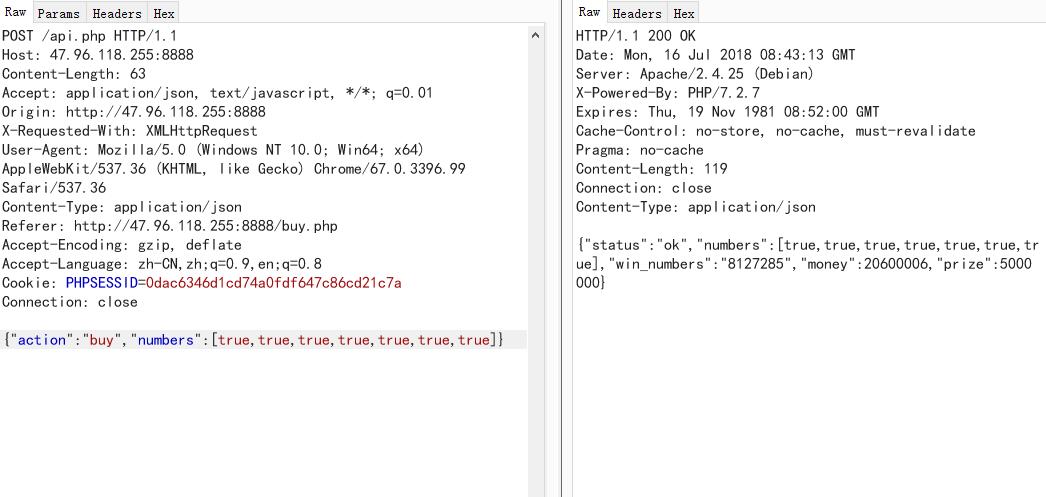 Raw Params Headers Hex
POST /api.php HTTP/1.1
Host: 47.96.118.255:8888
Content-Length: 63
Accept: application/json, text/javascript, */*; q=0.01
Origin: http://47.96.118.255:8888
X-Requested-With: XMLHttpRequest
User-Agent: Mozilla/5.0 (Windows NT 10.0; Win64; x64)
AppleWebKit/537.36 (KHTML, like Gecko) Chrome/67.0.3396.99
Safari/537.36
Content-Type: application/json
Referer: http://47.96.118.255:8888/buy.php
Accept-Encoding: gzip, deflate
Accept-Language: zh-CN,zh;q=0.9,en;q=0.8
Cookie: PHPSESSID=0dac6346d1cd74a0fdf647c86cd21c7a
Connection: close
{"action":"buy","numbers":[true,true,true,true,true,true,true]}
Raw Headers Hex
HTTP/1.1 200 OK
Date: Mon, 16 Jul 2018 08:43:13 GMT
Server: Apache/2.4.25 (Debian)
X-Powered-By: PHP/7.2.7
Expires: Thu, 19 Nov 1981 08:52:00 GMT
Cache-Control: no-store, no-cache, must-revalidate
Pragma: no-cache
Content-Length: 119
Connection: close
Content-Type: application/json
{"status":"ok","numbers":[true,true,true,true,true,true,tr
ue],"win_numbers":"8127285","money":20600006,"prize":5000
000}